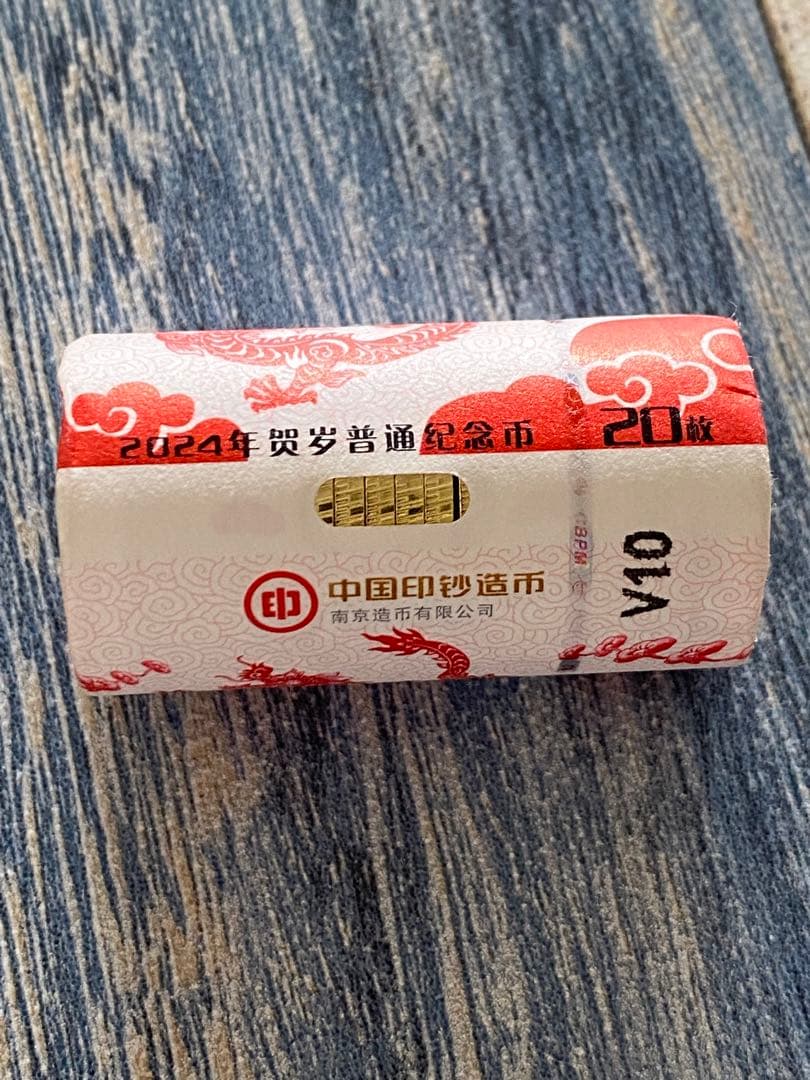 2024年贺岁普通纪念币
20枚
印
中国印钞造币
南京造币有限公司
V10